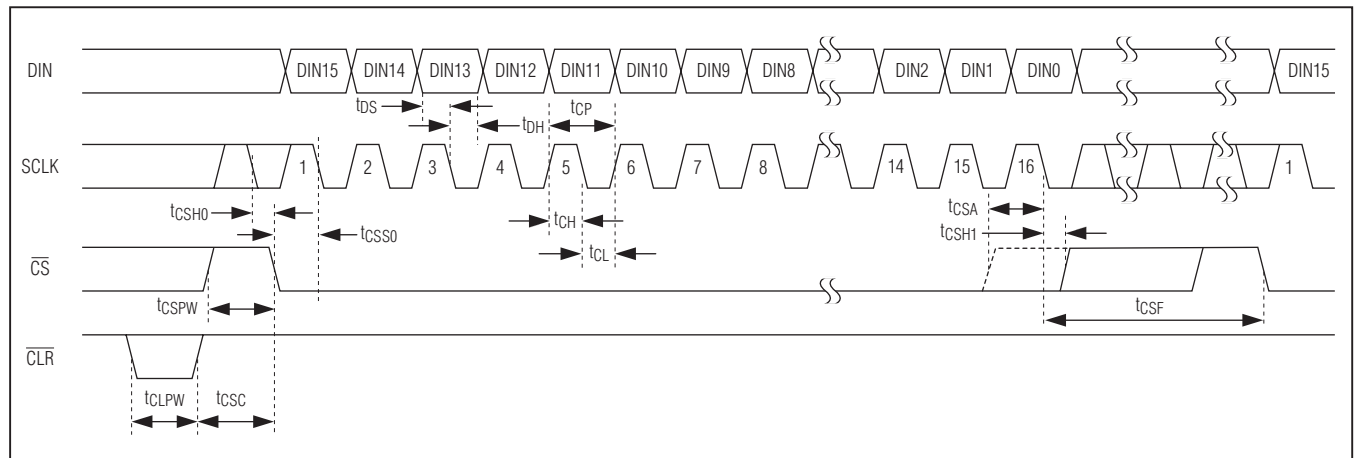 DIN
DIN15 DIN14 DIN13 DIN12 DIN11 DIN10 DIN9 DIN8 DIN2 DIN1 DIN0 DIN15
tDS
tDH
tCP
SCLK
1 2 3 4 5 6 7 8 14 15 16 1
tCSH0
tCSS0
tCH
tCL
tCSA
tCSH1
CS
tCSPW
tCSF
CLR
tCLPW
tCSC